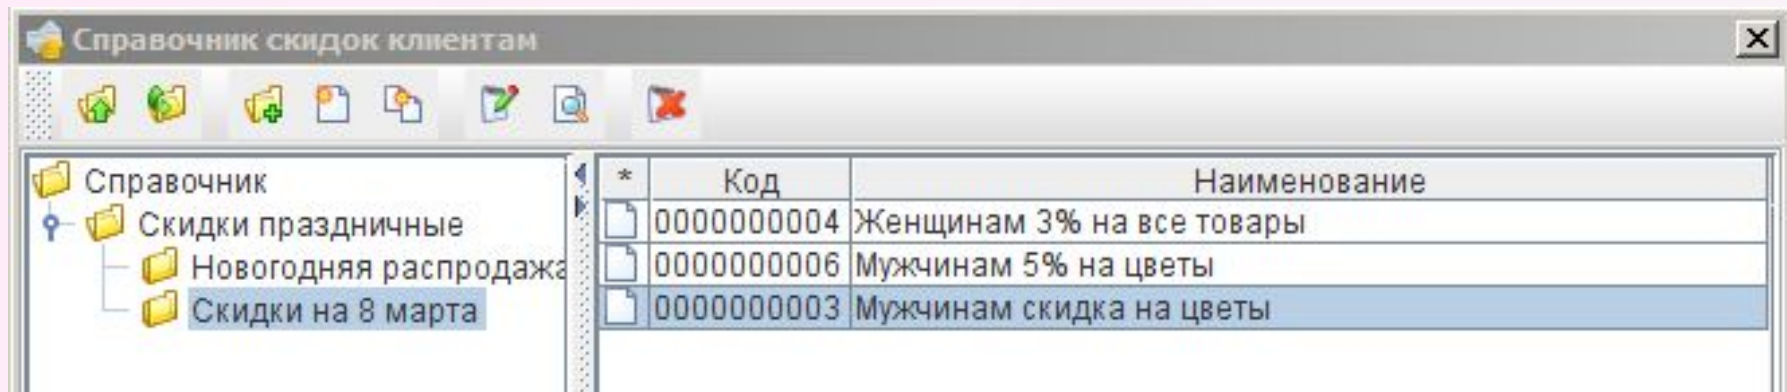 Справочник скидок клиентам
Справочник
Скидки праздничные
Новогодняя распродажа
Скидки на 8 марта
* Код Наименование
0000000004 Женщинам 3% на все товары
0000000006 Мужчинам 5% на цветы
0000000003 Мужчинам скидка на цветы